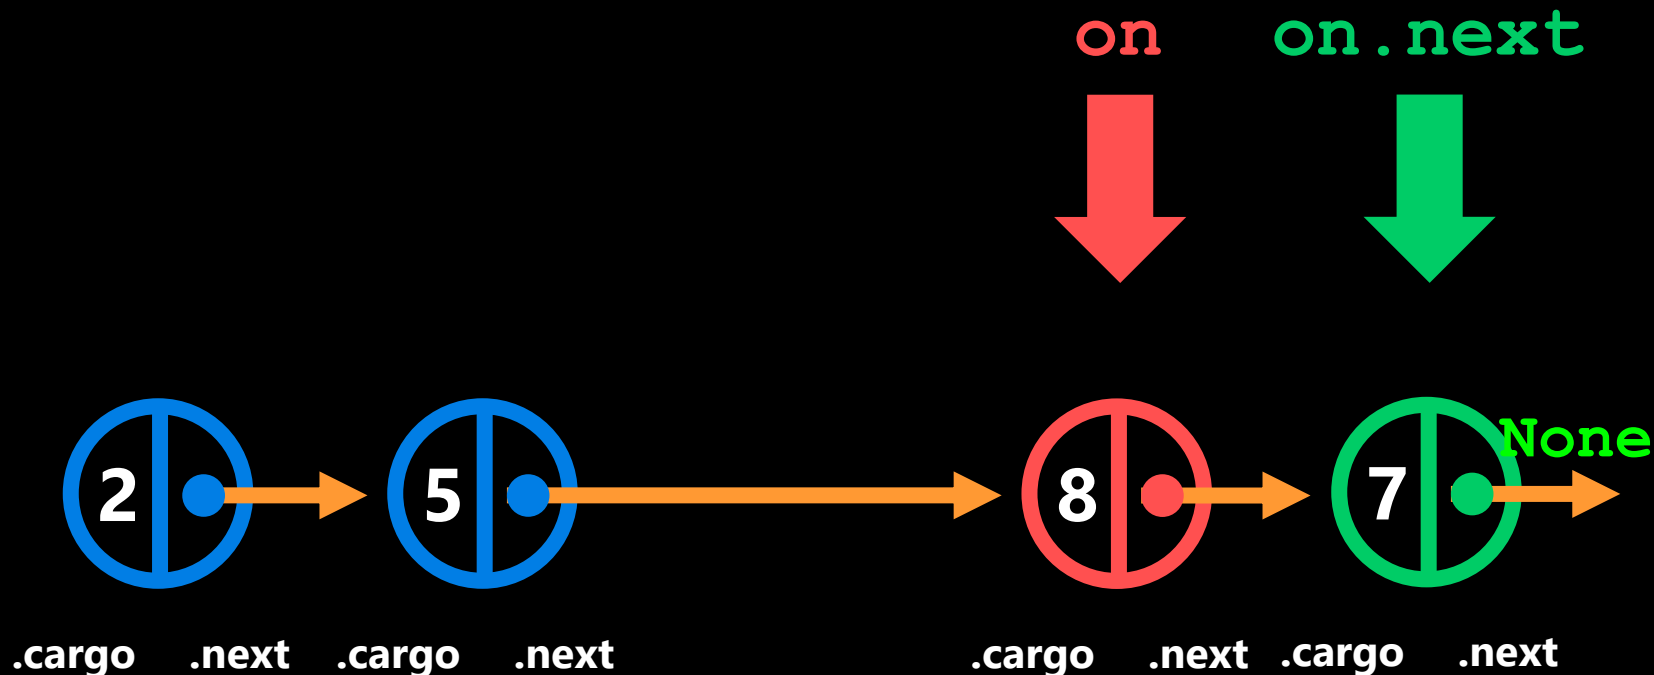 on on.next
None
2 5 8 7
.cargo .next .cargo .next .cargo .next .cargo .next